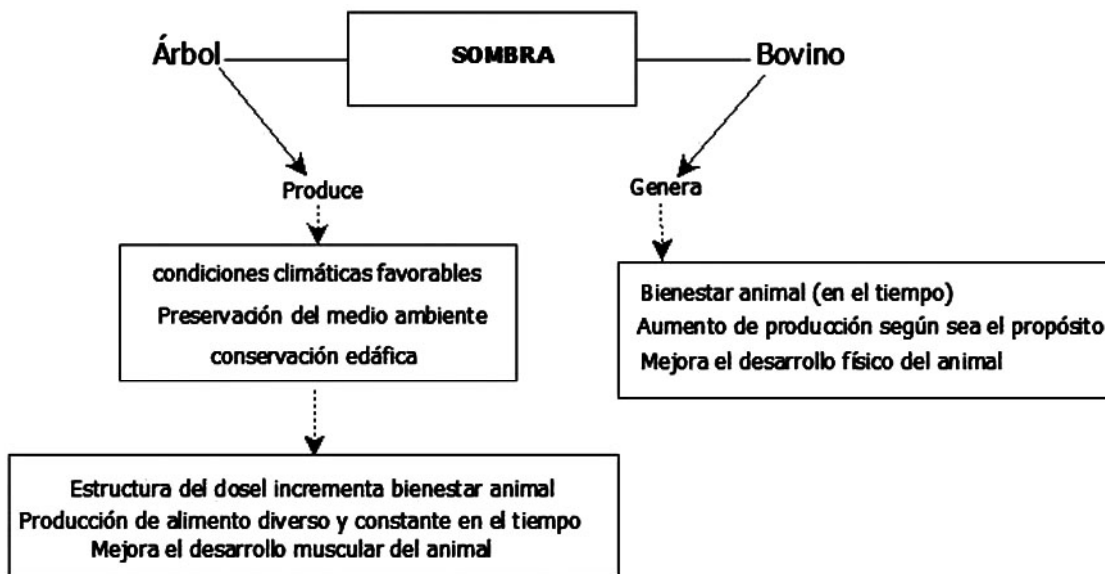 Árbol
SOMBRA
Bovino
Produce
Genera
condiciones climáticas favorables
Preservación del medio ambiente
conservación edáfica
Bienestar animal (en el tiempo)
Aumento de producción según sea el propósito
Mejora el desarrollo físico del animal
Estructura del dosel incrementa bienestar animal
Producción de alimento diverso y constante en el tiempo
Mejora el desarrollo muscular del animal